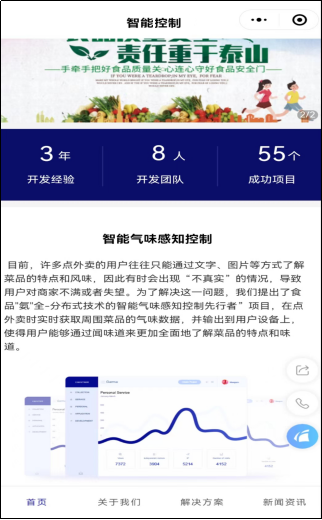 智能控制
责任重于泰山
手牵手把好食品质量关·心连心守好食品安全门
2/2
3年
8人
55个
开发经验
开发团队
成功项目
智能气味感知控制
目前，许多点外卖的用户往往只能通过文字、图片等方式了解
菜品的特点和风味，因此有时会出现“不真实”的情况，导致
用户对商家不满或者失望。为了解决这一问题，我们提出了食
品"氨"全-分布式技术的智能气味感知控制先行者”项目，在点
外卖时实时获取周围菜品的气味数据，并输出到用户设备上，
使得用户能够通过闻味道来更加全面地了解菜品的特点和味
道。
Personal Service
7372
5214
4152
首页
关于我们
解决方案
新闻资讯